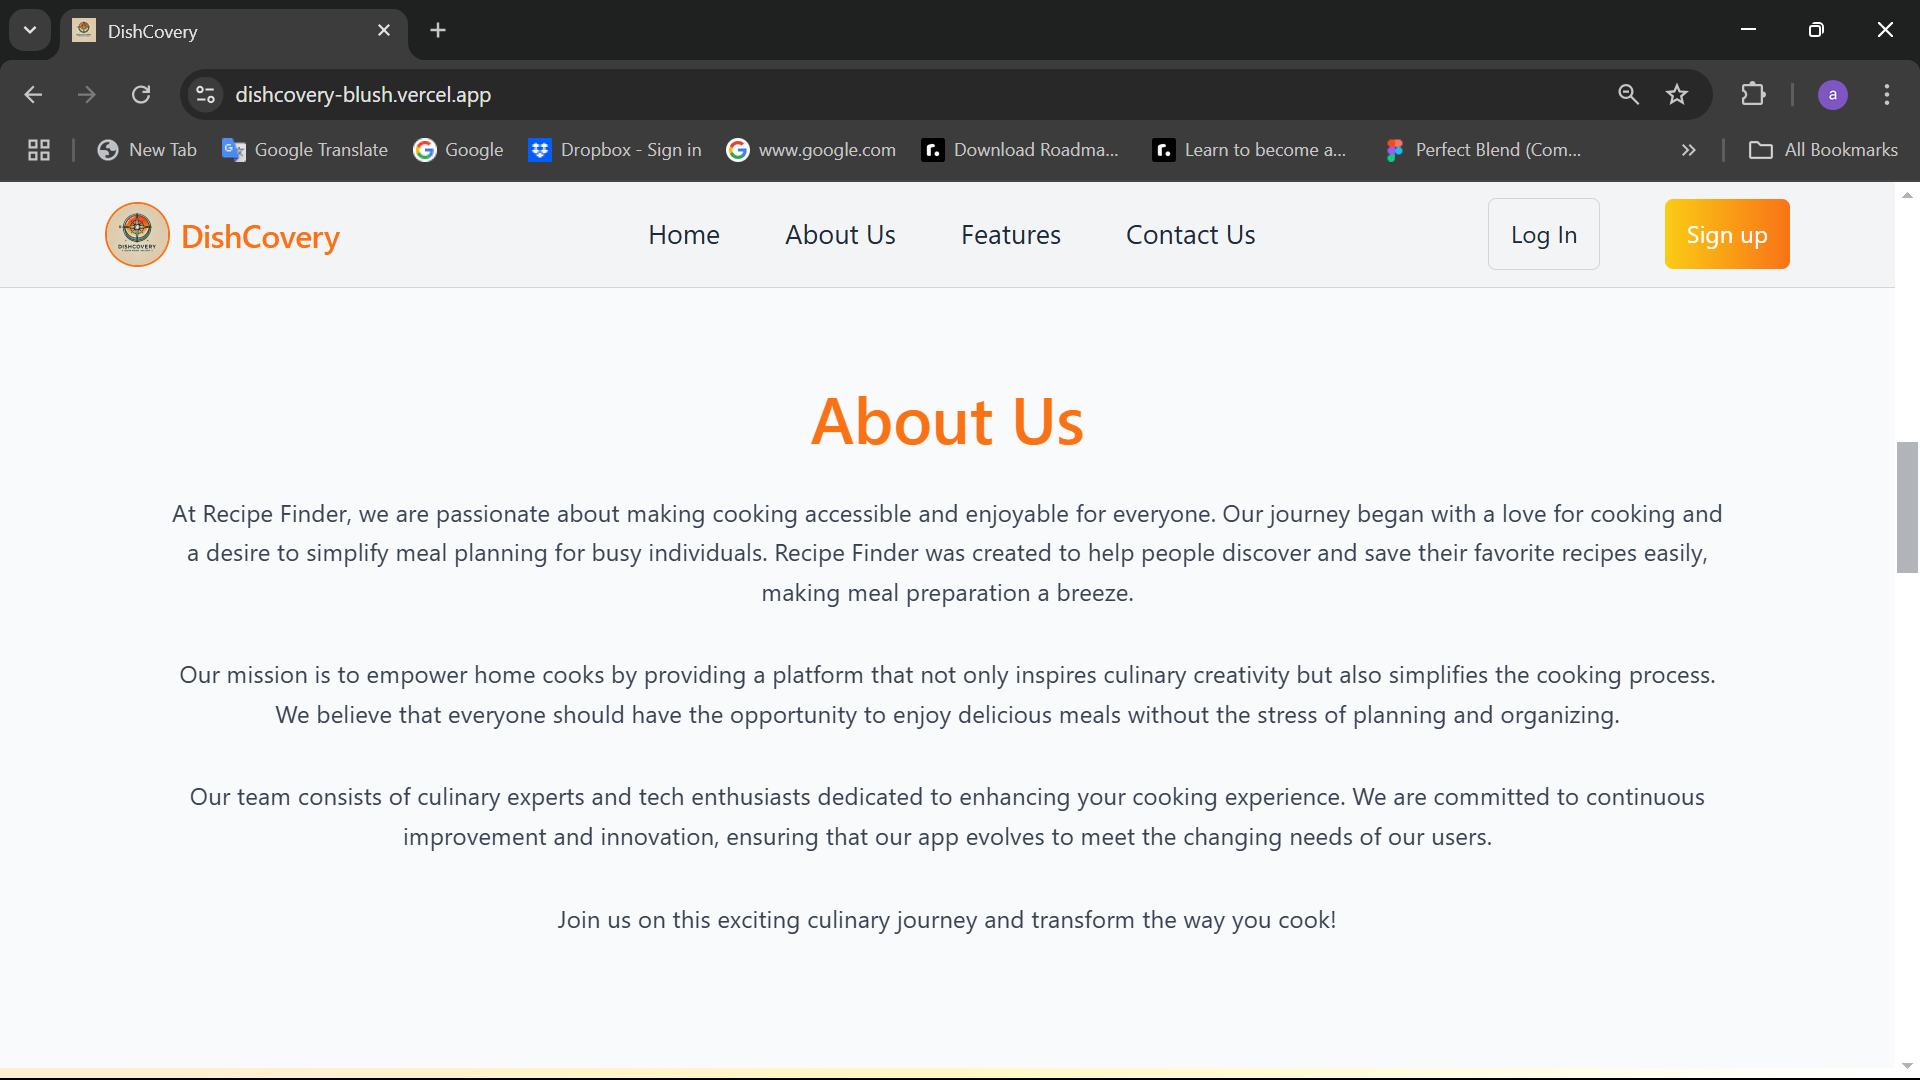 DishCovery
dishcovery-blush.vercel.app
a
New Tab
Google Translate
Google
Dropbox - Sign in
www.google.com
Download Roadma...
Learn to become a...
Perfect Blend (Com...
All Bookmarks
DISHCOVERY
DishCovery
Home
About Us
Features
Contact Us
Log In
Sign up
About Us
At Recipe Finder, we are passionate about making cooking accessible and enjoyable for everyone. Our journey began with a love for cooking and
a desire to simplify meal planning for busy individuals. Recipe Finder was created to help people discover and save their favorite recipes easily,
making meal preparation a breeze.
Our mission is to empower home cooks by providing a platform that not only inspires culinary creativity but also simplifies the cooking process.
We believe that everyone should have the opportunity to enjoy delicious meals without the stress of planning and organizing.
Our team consists of culinary experts and tech enthusiasts dedicated to enhancing your cooking experience. We are committed to continuous
improvement and innovation, ensuring that our app evolves to meet the changing needs of our users.
Join us on this exciting culinary journey and transform the way you cook!